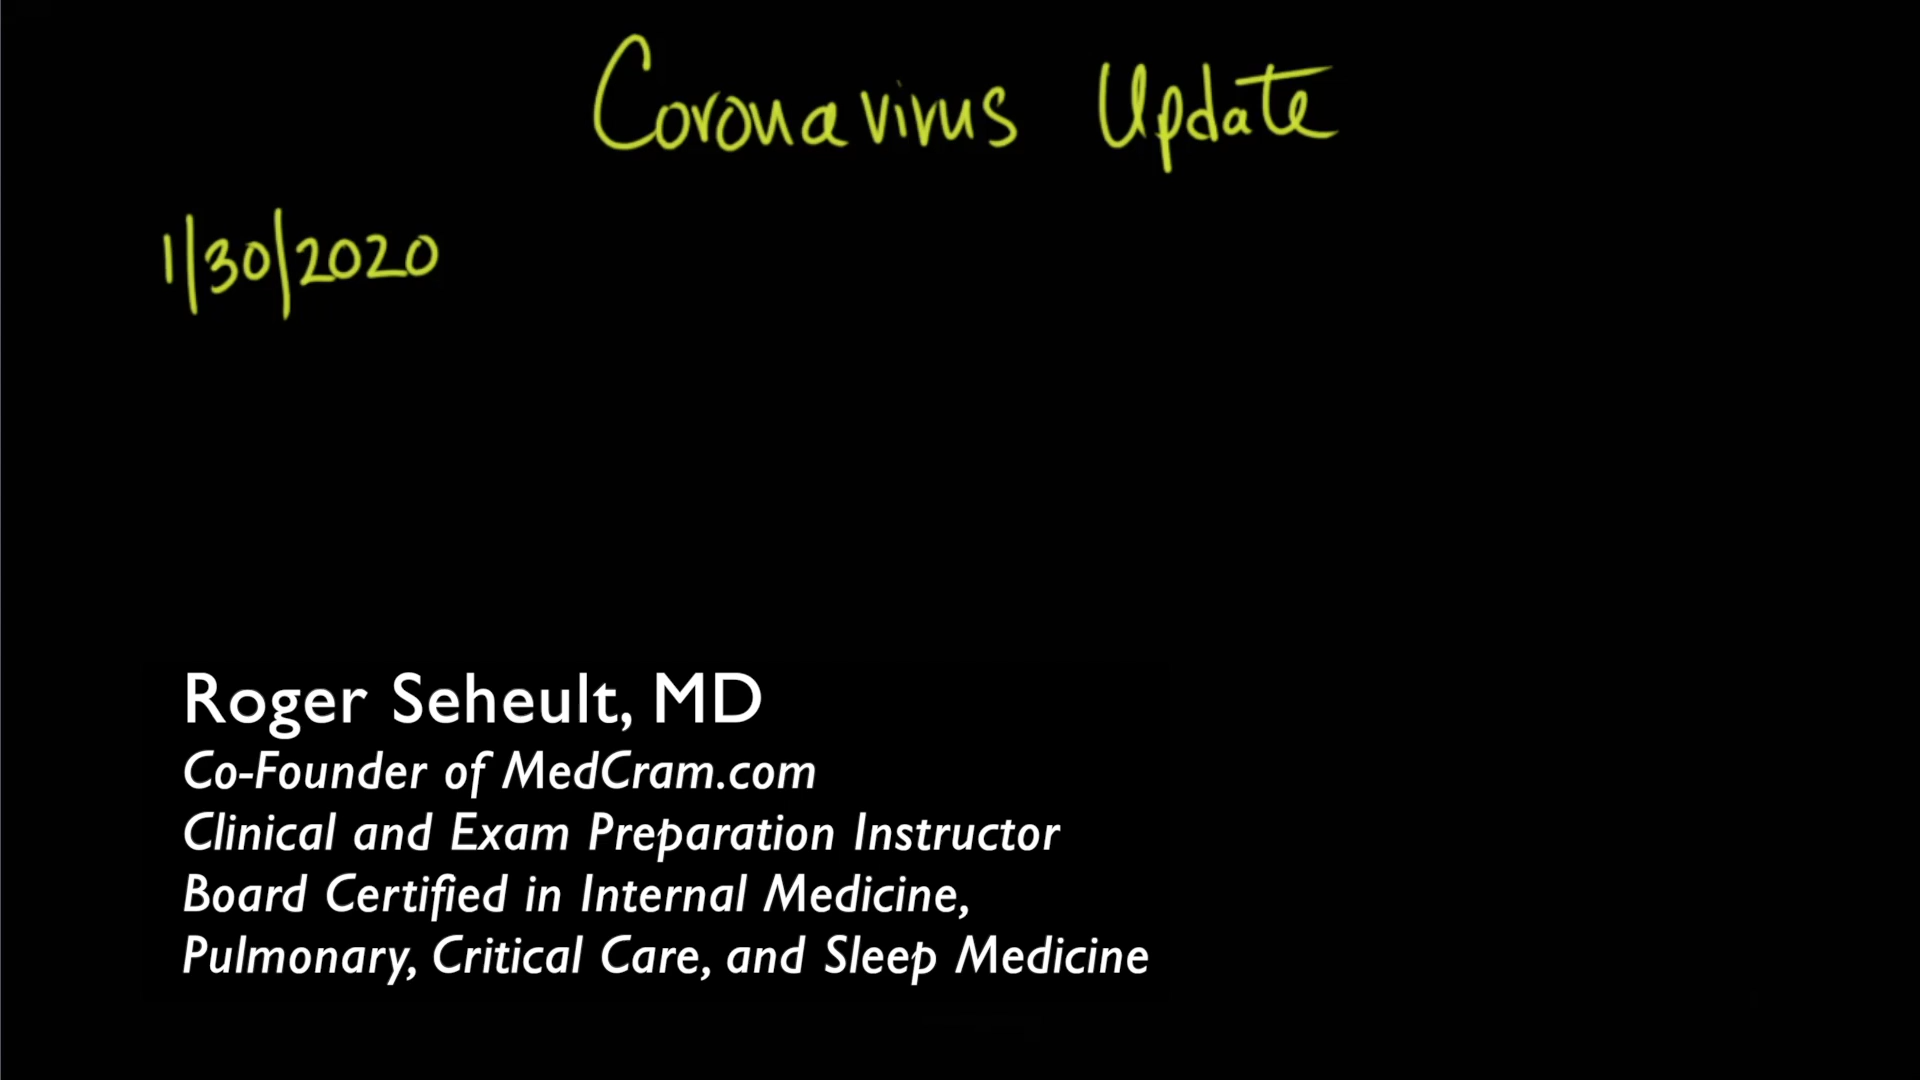 Coronavirus Update
1/30/2020
Roger Seheult, MD
Co-Founder of MedCram.com
Clinical and Exam Preparation Instructor
Board Certified in Internal Medicine,
Pulmonary, Critical Care, and Sleep Medicine